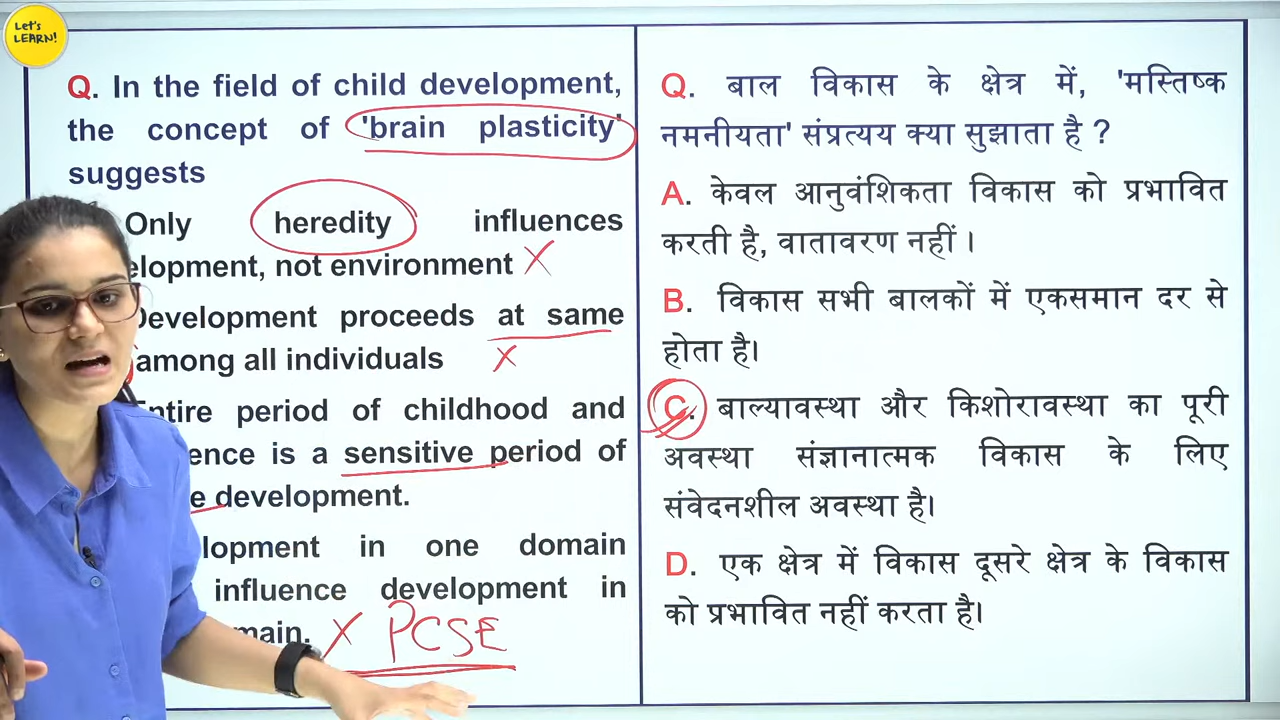 Let's
LEARN!
Q. In the field of child development,
the concept of 'brain plasticity'
suggests
Only heredity influences
elopment, not environment X
Development proceeds at same
among all individuals X
Entire period of childhood and
ence is a sensitive period of
e development.
lopment in one domain
influence development in
main. X PCSE
Q. बाल विकास के क्षेत्र में, 'मस्तिष्क
नमनीयता' संप्रत्यय क्या सुझाता है ?
A. केवल आनुवंशिकता विकास को प्रभावित
करती है, वातावरण नहीं ।
B. विकास सभी बालकों में एकसमान दर से
होता है।
C. बाल्यावस्था और किशोरावस्था का पूरी
अवस्था संज्ञानात्मक विकास के लिए
संवेदनशील अवस्था है।
D. एक क्षेत्र में विकास दूसरे क्षेत्र के विकास
को प्रभावित नहीं करता है।